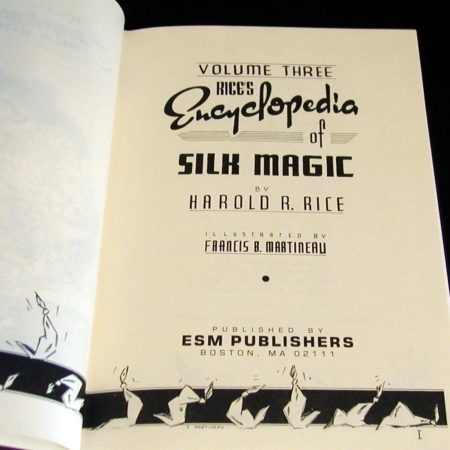 VOLUME THREE
RICE'S
Encyclopedia
of
SILK MAGIC
BY
HAROLD R. RICE
ILLUSTRATED BY
FRANCIS B. MARTINEAU
PUBLISHED BY
ESM PUBLISHERS
BOSTON, MA 02111
MARTINEAU
I